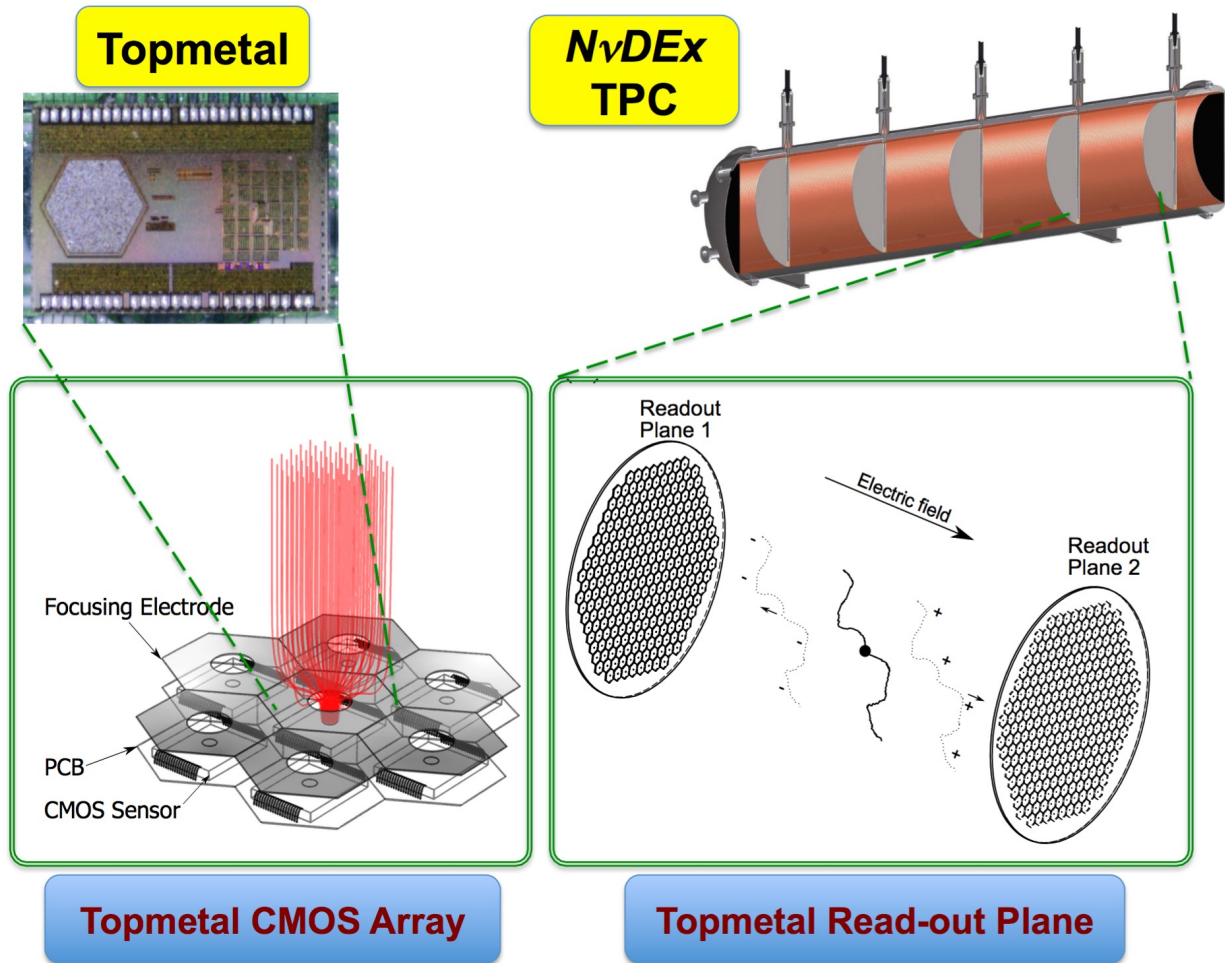 Topmetal
NνDEx
TPC
Focusing Electrode
PCB
CMOS Sensor
Readout
Plane 1
Electric field
Readout
Plane 2
Topmetal CMOS Array
Topmetal Read-out Plane